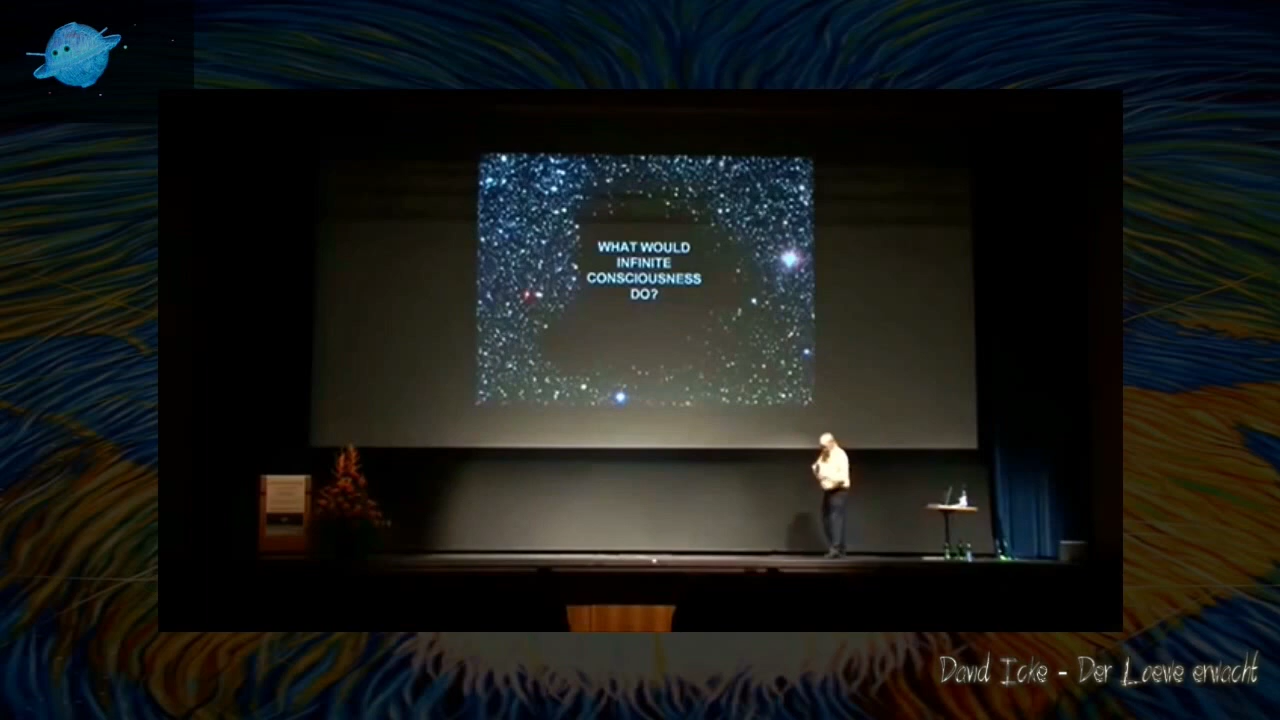 WHAT WOULD
INFINITE
CONSCIOUSNESS
DO?
David Icke - Der Loewe erwacht